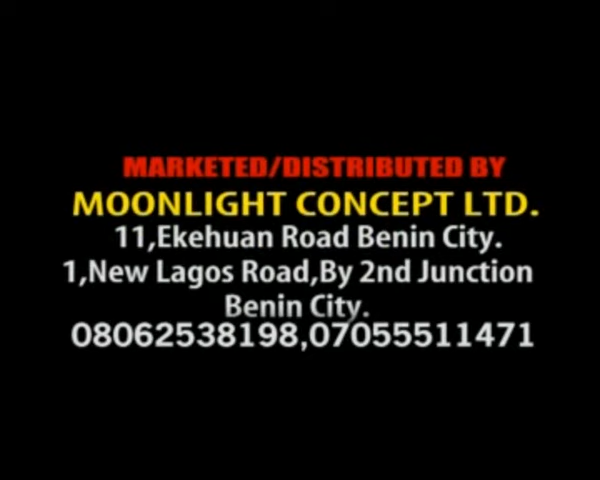 MARKETED/DISTRIBUTED BY
MOONLIGHT CONCEPT LTD.
11,Ekehuan Road Benin City.
1,New Lagos Road,By 2nd Junction
Benin City.
08062538198,07055511471